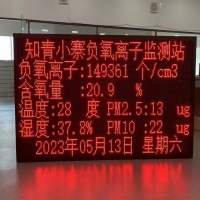 知青小寨负氧离子监测站
负氧离子:149361 个/cm3
含氧量 :20.9 %
温度:28 度 PM2.5:13 ug
湿度:37.8% PM10 :22 ug
2023年05月13日 星期六